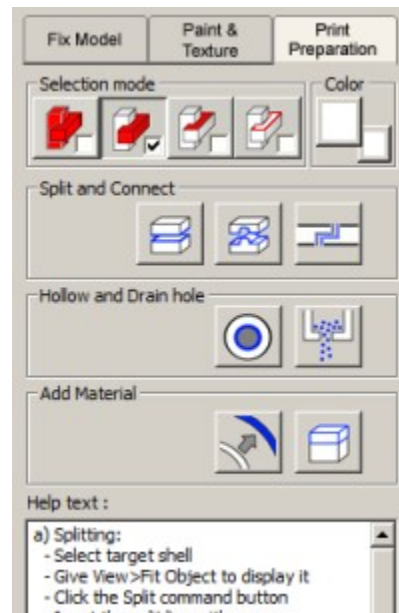 Fix Model
Paint &
Texture
Print
Preparation
Selection mode
Color
Split and Connect
Hollow and Drain hole
Add Material
Help text :
a) Splitting:
- Select target shell
- Give View>Fit Object to display it
- Click the Split command button